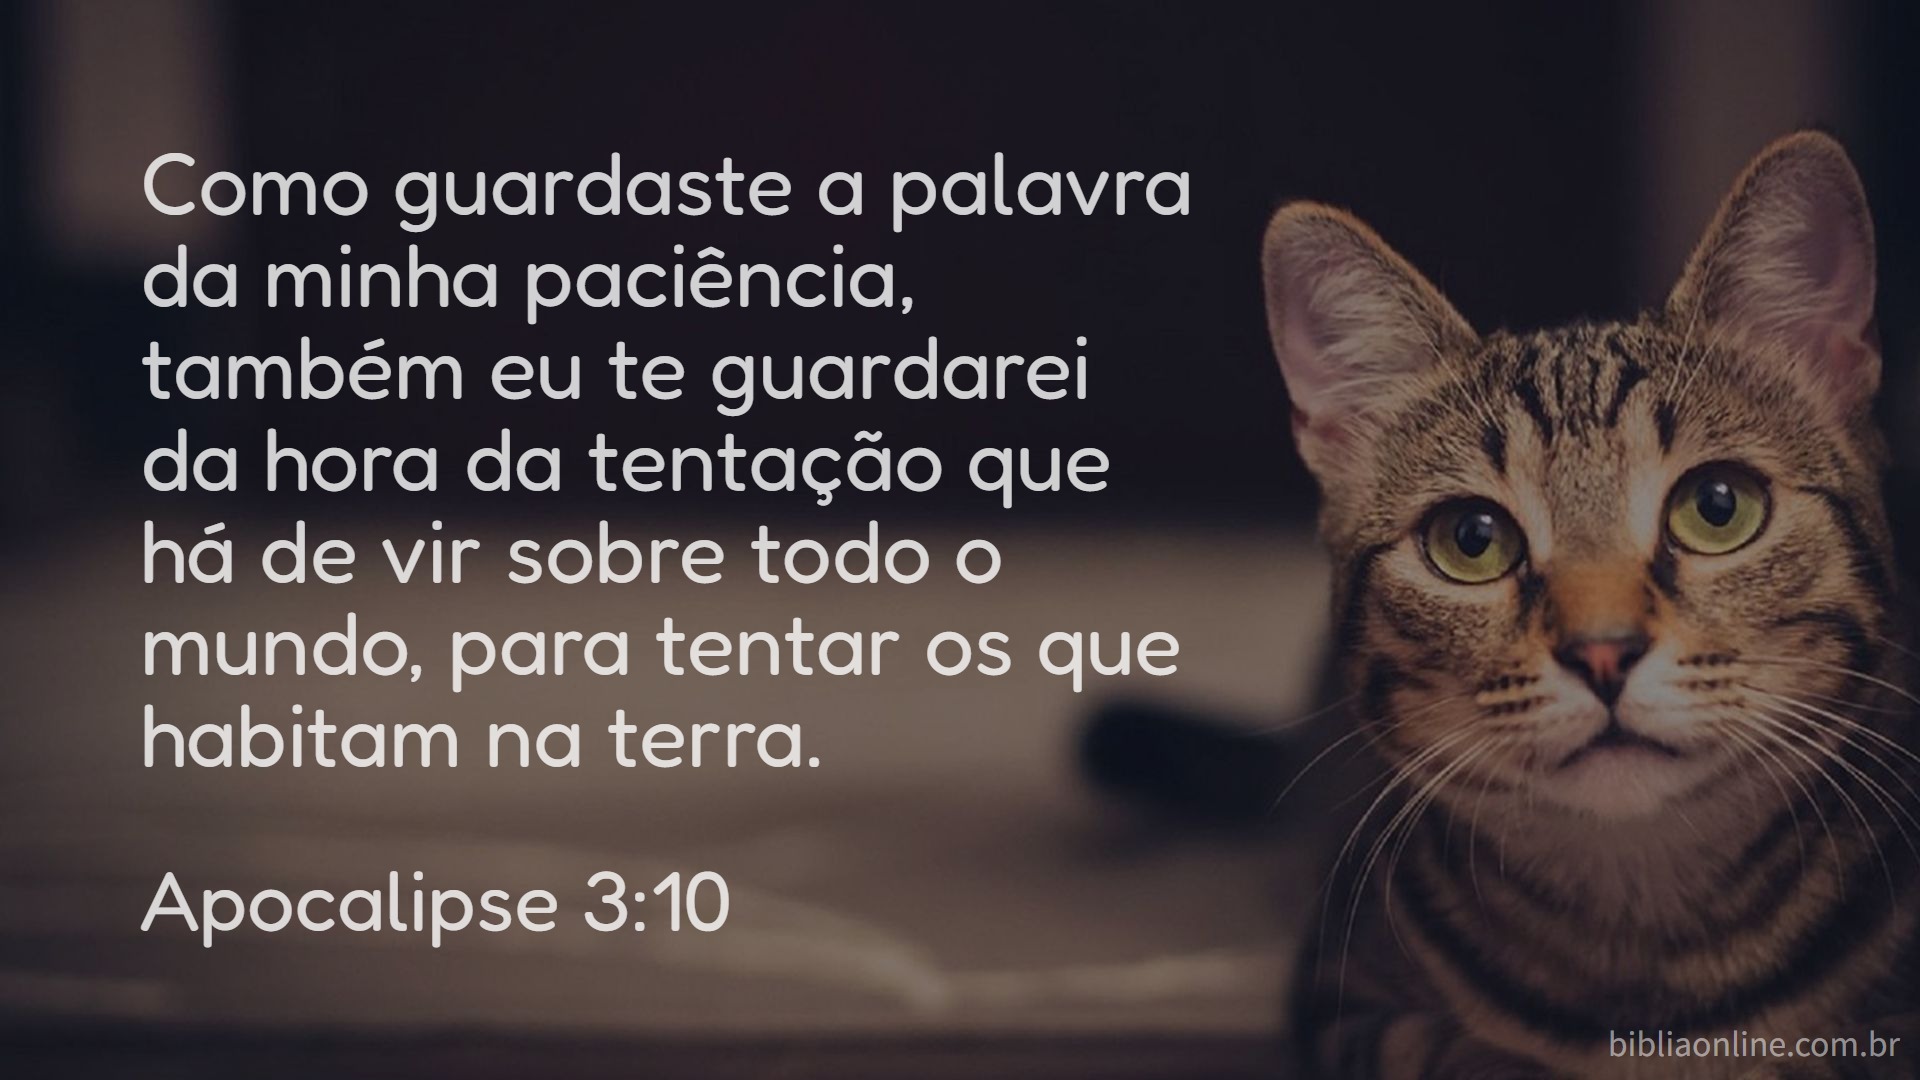 Como guardaste a palavra
da minha paciência,
também eu te guardarei
da hora da tentação que
há de vir sobre todo o
mundo, para tentar os que
habitam na terra.
Apocalipse 3:10
bibliaonline.com.br